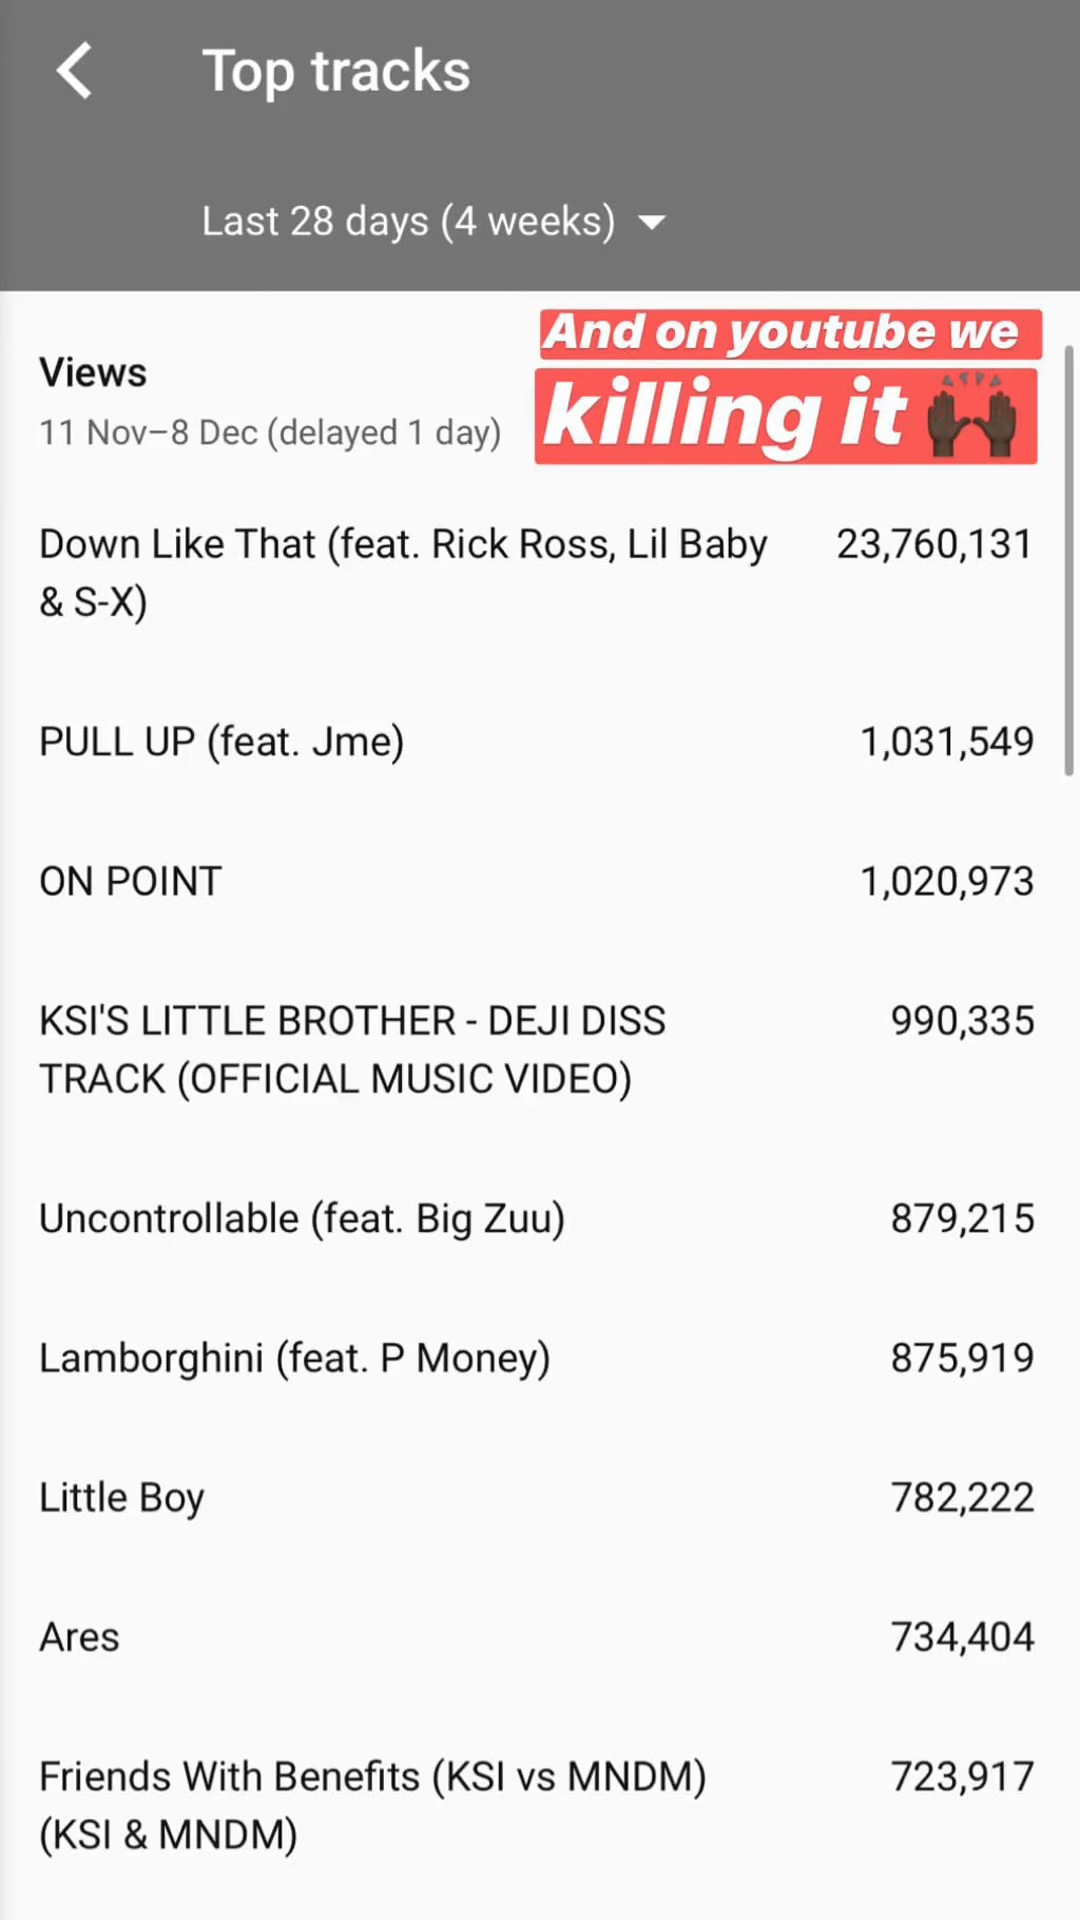 Top tracks
Last 28 days (4 weeks)
And on youtube we
killing it 🙌🏿
Views
11 Nov–8 Dec (delayed 1 day)
Down Like That (feat. Rick Ross, Lil Baby 23,760,131
& S-X)
PULL UP (feat. Jme) 1,031,549
ON POINT 1,020,973
KSI'S LITTLE BROTHER - DEJI DISS 990,335
TRACK (OFFICIAL MUSIC VIDEO)
Uncontrollable (feat. Big Zuu) 879,215
Lamborghini (feat. P Money) 875,919
Little Boy 782,222
Ares 734,404
Friends With Benefits (KSI vs MNDM) 723,917
(KSI & MNDM)